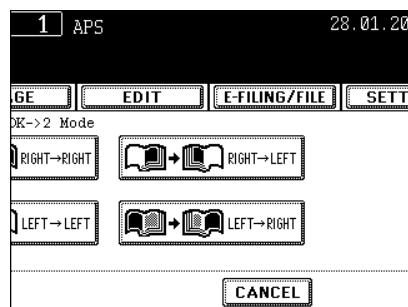 1 APS 28.01.20
.GE EDIT E-FILING/FILE SETT
OK->2 Mode
RIGHT→RIGHT RIGHT→LEFT
LEFT→LEFT LEFT→RIGHT
CANCEL